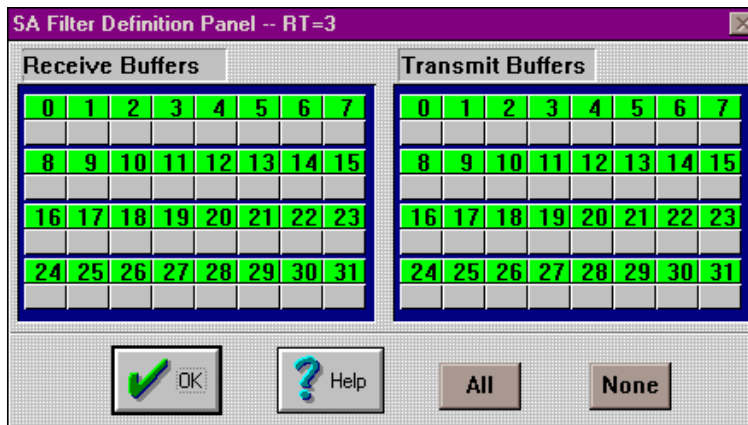 SA Filter Definition Panel -- RT=3
Receive Buffers
0 1 2 3 4 5 6 7
8 9 10 11 12 13 14 15
16 17 18 19 20 21 22 23
24 25 26 27 28 29 30 31
Transmit Buffers
0 1 2 3 4 5 6 7
8 9 10 11 12 13 14 15
16 17 18 19 20 21 22 23
24 25 26 27 28 29 30 31
OK
Help
All
None